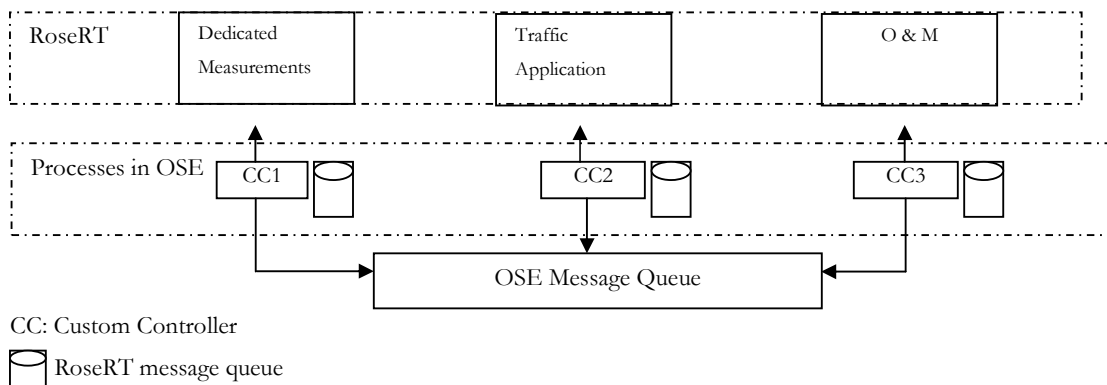 RoseRT
Dedicated
Measurements
Traffic
Application
O & M
Processes in OSE
CC1
CC2
CC3
OSE Message Queue
CC: Custom Controller
RoseRT message queue